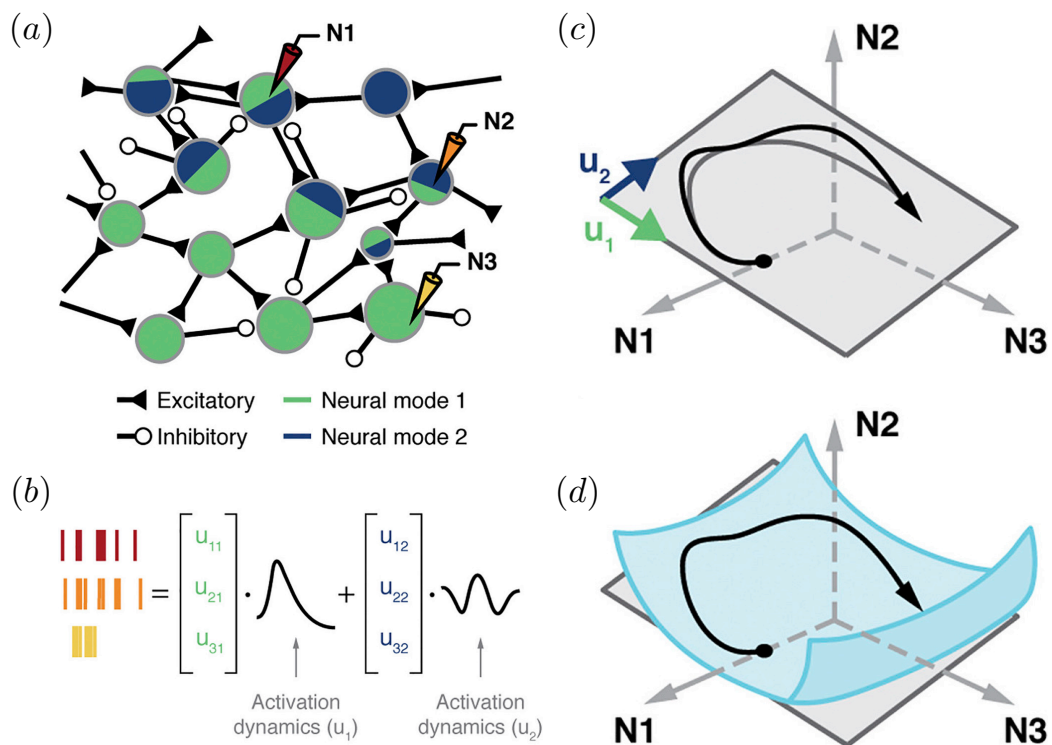 (a)
N1
N2
N3
Excitatory
Neural mode 1
Inhibitory
Neural mode 2
(b)
u11
u21
u31
u12
u22
u32
= · + ·
Activation
dynamics (u1)
Activation
dynamics (u2)
(c)
N2
u2
u1
N1
N3
(d)
N2
N1
N3